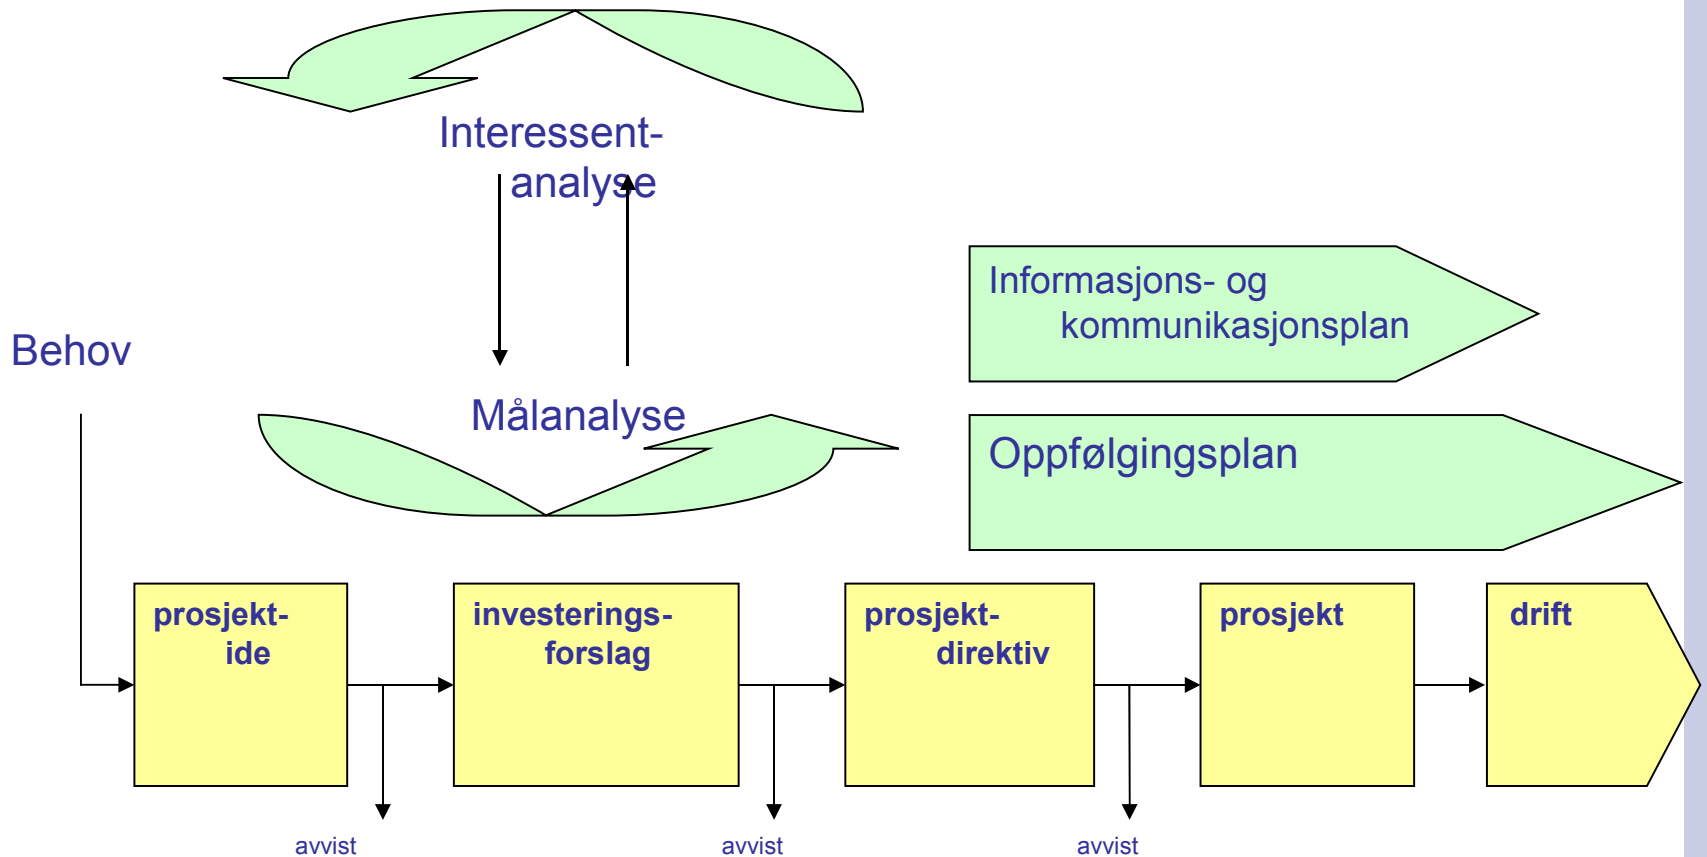 Interessent-
analyse
Informasjons- og
kommunikasjonsplan
Behov
Målanalyse
Oppfølgingsplan
prosjekt-
ide
investerings-
forslag
prosjekt-
direktiv
prosjekt
drift
avvist
avvist
avvist